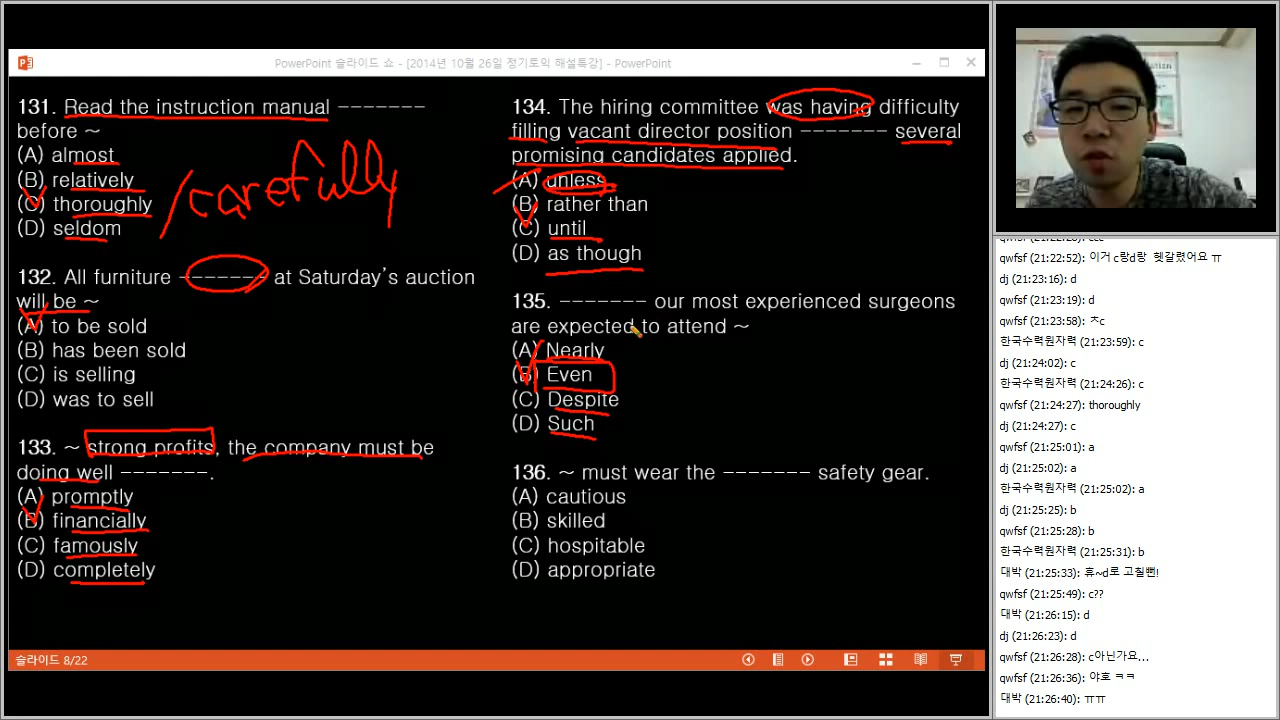 PowerPoint 슬라이드 쇼 - [2014년 10월 26일 정기토익 해설특강] - PowerPoint
131. Read the instruction manual -------
before ~
(A) almost
(B) relatively
(C) thoroughly
(D) seldom
/carefully
132. All furniture ------- at Saturday's auction
will be ~
(A) to be sold
(B) has been sold
(C) is selling
(D) was to sell
133. ~ strong profits, the company must be
doing well -------.
(A) promptly
(B) financially
(C) famously
(D) completely
134. The hiring committee was having difficulty
filling vacant director position ------- several
promising candidates applied.
(A) unless
(B) rather than
(C) until
(D) as though
135. ------- our most experienced surgeons
are expected to attend ~
(A) Nearly
(B) Even
(C) Despite
(D) Such
136. ~ must wear the ------- safety gear.
(A) cautious
(B) skilled
(C) hospitable
(D) appropriate
슬라이드 8/22
qwfsf (21:22:52): 이거 c랑d랑 헷갈렸어요 ㅠ
dj (21:23:16): d
qwfsf (21:23:19): d
qwfsf (21:23:58): ㅊc
한국수력원자력 (21:23:59): c
dj (21:24:02): c
한국수력원자력 (21:24:26): c
qwfsf (21:24:27): thoroughly
dj (21:24:27): c
qwfsf (21:25:01): a
dj (21:25:02): a
한국수력원자력 (21:25:02): a
dj (21:25:25): b
qwfsf (21:25:28): b
한국수력원자력 (21:25:31): b
대박 (21:25:33): 휴~d로 고칠뻔!
qwfsf (21:25:49): c??
대박 (21:26:15): d
dj (21:26:23): d
qwfsf (21:26:28): c아닌가요...
qwfsf (21:26:36): 야호 ㅋㅋ
대박 (21:26:40): ㅠㅠ